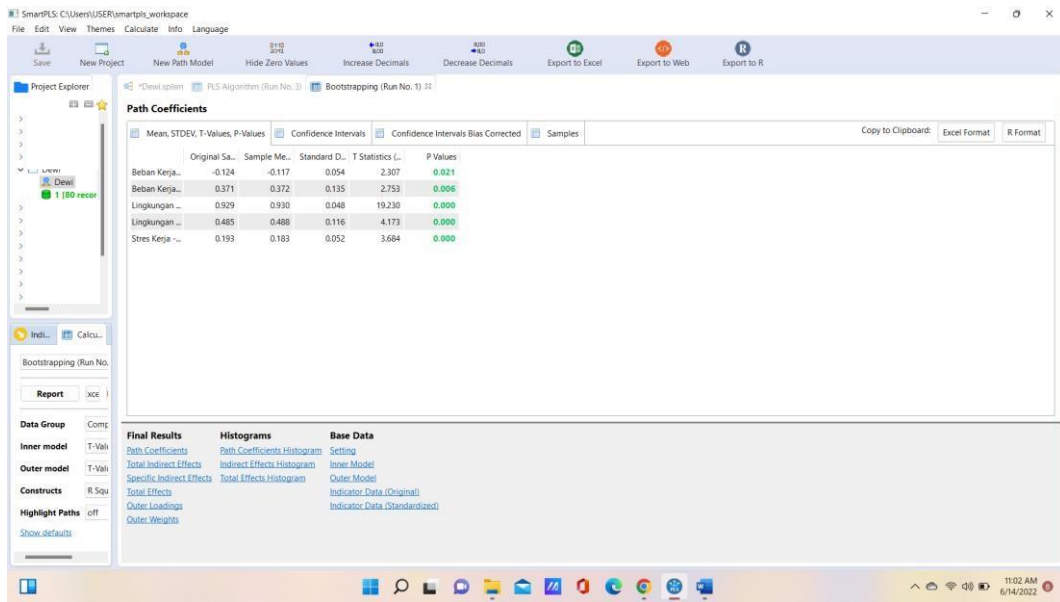 SmartPLS: C:\Users\USER\smartpls_workspace
File Edit View Themes Calculate Info Language
Save New Project New Path Model Hide Zero Values Increase Decimals Decrease Decimals Export to Excel Export to Web Export to R
Project Explorer
*Dewi.splsm PLS Algorithm (Run No. 3) Bootstrapping (Run No. 1)
Path Coefficients
Mean, STDEV, T-Values, P-Values Confidence Intervals Confidence Intervals Bias Corrected Samples Copy to Clipboard: Excel Format R Format
Original Sa... Sample Me... Standard D... T Statistics (... P Values
Beban Kerja... -0.124 -0.117 0.054 2.307 0.021
Beban Kerja... 0.371 0.372 0.135 2.753 0.006
Lingkungan ... 0.929 0.930 0.048 19.230 0.000
Lingkungan ... 0.485 0.488 0.116 4.173 0.000
Stres Kerja -... 0.193 0.183 0.052 3.684 0.000
Dewi
Dewi
1 [80 recor
Indi... Calcu...
Bootstrapping (Run No.
Report xce
Data Group Comp
Inner model T-Valu
Outer model T-Valu
Constructs R Squ
Highlight Paths off
Show defaults
Final Results Histograms Base Data
Path Coefficients Path Coefficients Histogram Setting
Total Indirect Effects Indirect Effects Histogram Inner Model
Specific Indirect Effects Total Effects Histogram Outer Model
Total Effects Indicator Data (Original)
Outer Loadings Indicator Data (Standardized)
Outer Weights
11:02 AM
6/14/2022